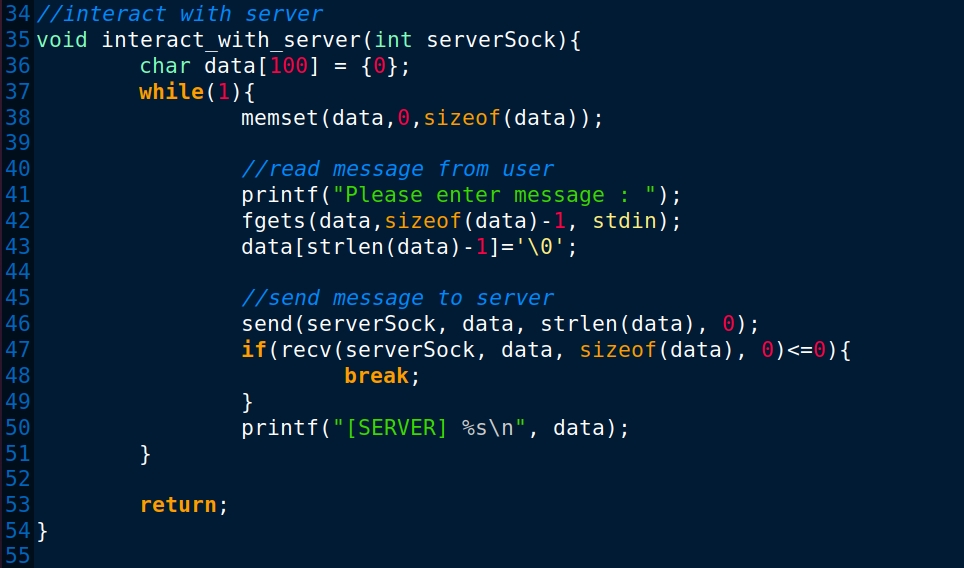 34 //interact with server
35 void interact_with_server(int serverSock){
36         char data[100] = {0};
37         while(1){
38                 memset(data,0,sizeof(data));
39
40                 //read message from user
41                 printf("Please enter message : ");
42                 fgets(data,sizeof(data)-1, stdin);
43                 data[strlen(data)-1]='\0';
44
45                 //send message to server
46                 send(serverSock, data, strlen(data), 0);
47                 if(recv(serverSock, data, sizeof(data), 0)<=0){
48                         break;
49                 }
50                 printf("[SERVER] %s\n", data);
51         }
52
53         return;
54 }
55